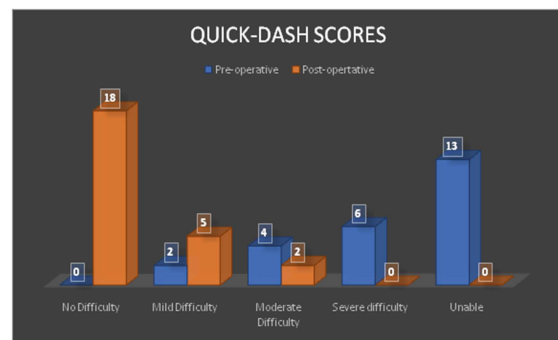 QUICK-DASH SCORES
Pre-operative Post-opertative
0 18 2 5 4 2 6 0 13 0
No Difficulty Mild Difficulty Moderate Difficulty Severe difficulty Unable